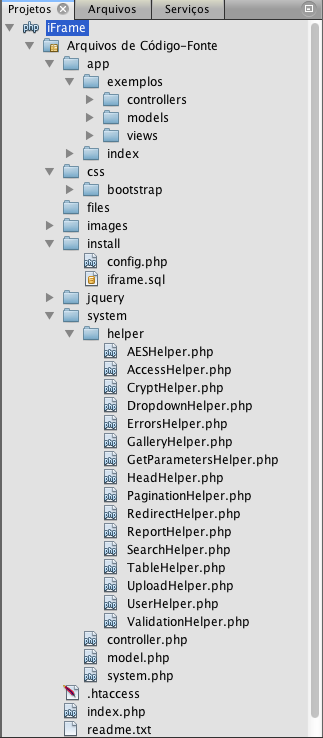 Projetos Arquivos Serviços
php iFrame
Arquivos de Código-Fonte
app
exemplos
controllers
models
views
index
css
bootstrap
files
images
install
config.php
iframe.sql
jquery
system
helper
AESHelper.php
AccessHelper.php
CryptHelper.php
DropdownHelper.php
ErrorsHelper.php
GalleryHelper.php
GetParametersHelper.php
HeadHelper.php
PaginationHelper.php
RedirectHelper.php
ReportHelper.php
SearchHelper.php
TableHelper.php
UploadHelper.php
UserHelper.php
ValidationHelper.php
controller.php
model.php
system.php
.htaccess
index.php
readme.txt